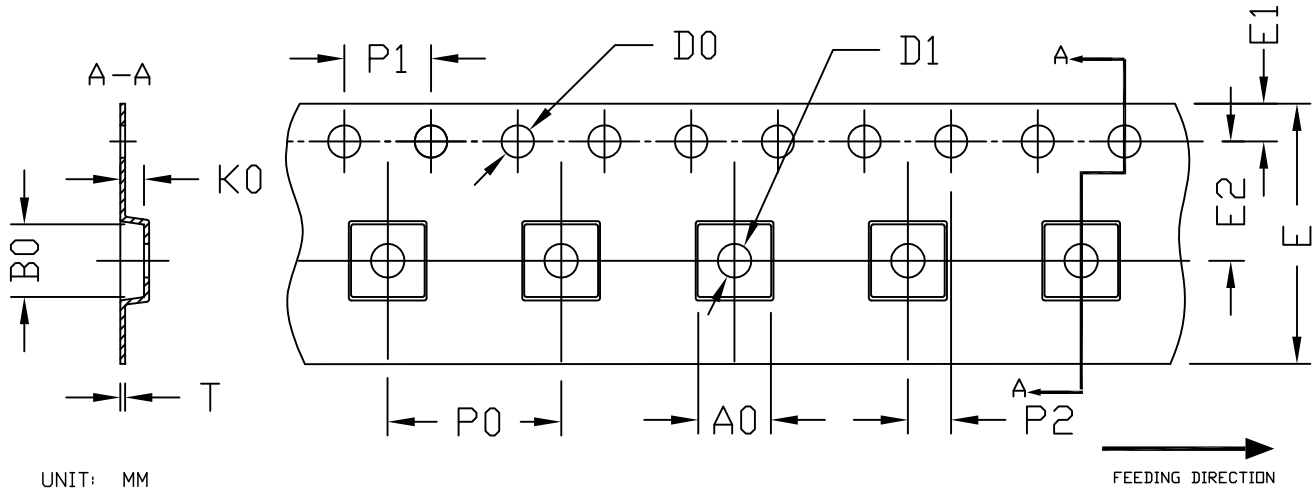 E1
P1
D0
D1
A
A-A
K0
E2
E
B0
A
T
P0
A0
P2
UNIT: MM
FEEDING DIRECTION